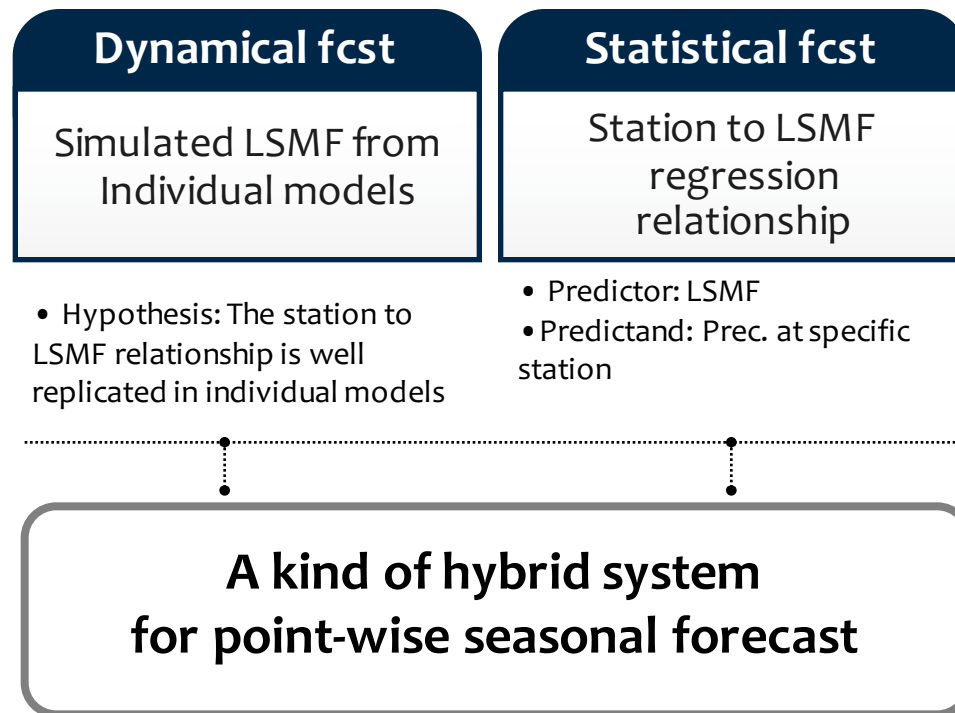 Dynamical fcst
Simulated LSMF from
Individual models
• Hypothesis: The station to
LSMF relationship is well
replicated in individual models
Statistical fcst
Station to LSMF
regression
relationship
• Predictor: LSMF
•Predictand: Prec. at specific
station
A kind of hybrid system
for point-wise seasonal forecast